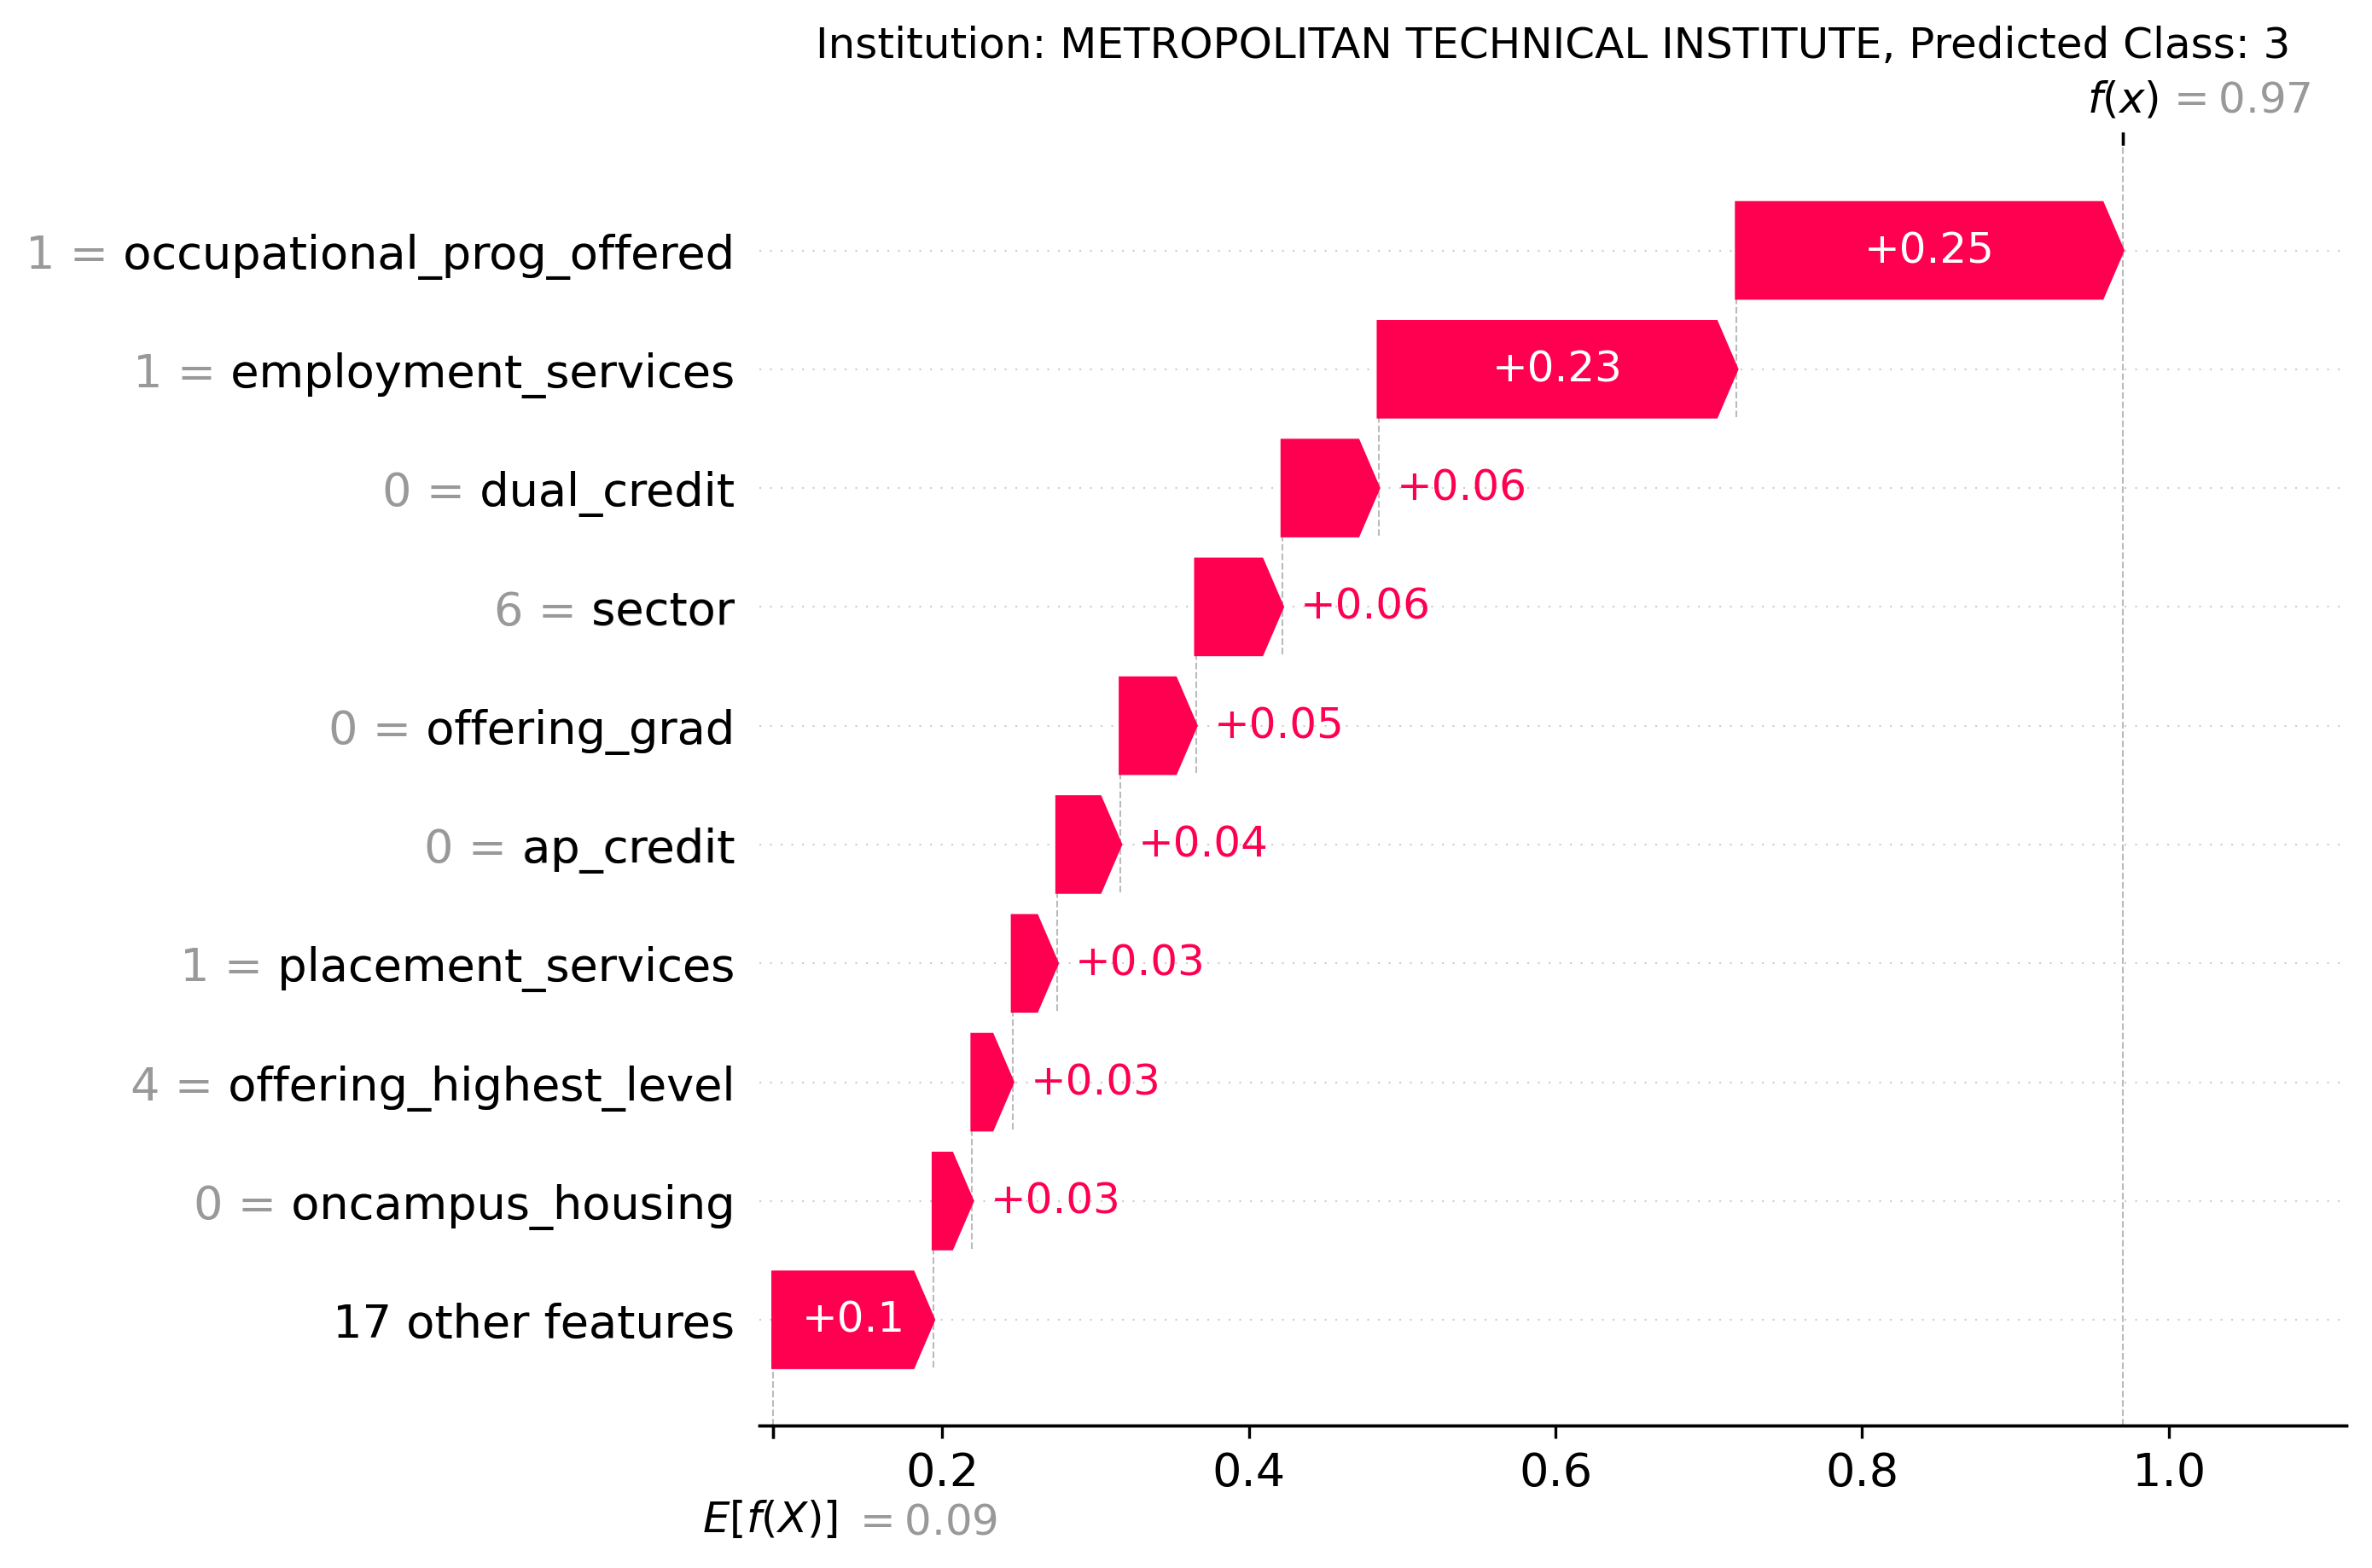 Institution: METROPOLITAN TECHNICAL INSTITUTE, Predicted Class: 3
f(x) = 0.97
1 = occupational_prog_offered +0.25
1 = employment_services +0.23
0 = dual_credit +0.06
6 = sector +0.06
0 = offering_grad +0.05
0 = ap_credit +0.04
1 = placement_services +0.03
4 = offering_highest_level +0.03
0 = oncampus_housing +0.03
17 other features +0.1
0.2 0.4 0.6 0.8 1.0
E[f(X)] = 0.09